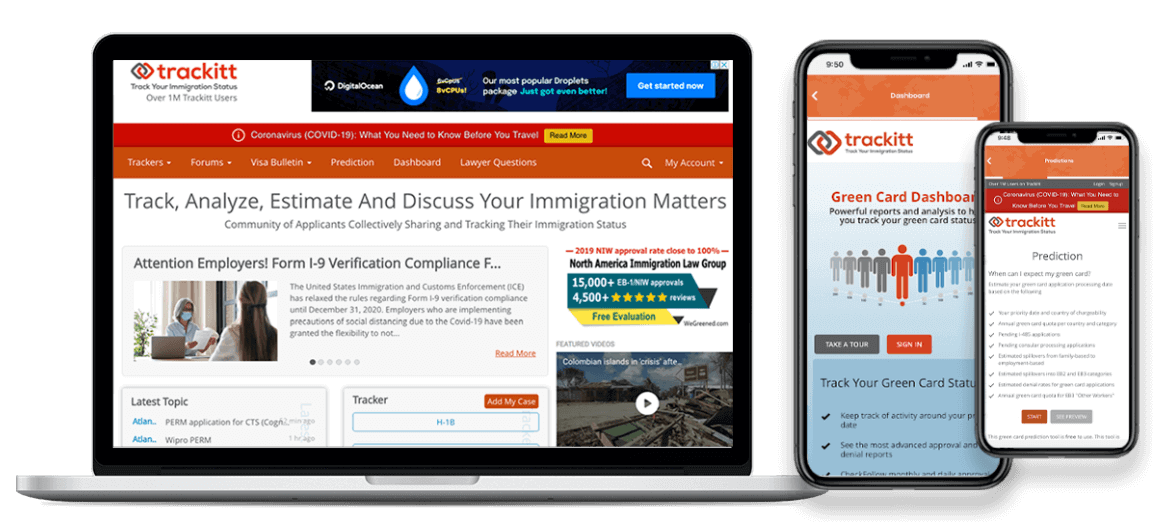 trackitt
Track Your Immigration Status
Over 1M Trackitt Users
DigitalOcean
8vCPUs!
Our most popular Droplets
package Just got even better!
Get started now
Coronavirus (COVID-19): What You Need to Know Before You Travel Read More
Trackers Forums Visa Bulletin Prediction Dashboard Lawyer Questions My Account
Track, Analyze, Estimate And Discuss Your Immigration Matters
Community of Applicants Collectively Sharing and Tracking Their Immigration Status
Attention Employers! Form I-9 Verification Compliance F...
The United States Immigration and Customs Enforcement (ICE)
has relaxed the rules regarding Form I-9 verification compliance
until December 31, 2020. Employers who are implementing
precautions of social distancing due to the Covid-19 have been
granted the flexibility to not...
Read More
2019 NIW approval rate close to 100%
North America Immigration Law Group
15,000+ EB-1/NIW approvals
4,500+ reviews
Free Evaluation
WeGreened.com
FEATURED VIDEOS
Colombian islands in 'crisis' afte...
Latest Topic
Atlan.. PERM application for CTS (Cogn.. min ago
Atlan.. Wipro PERM 1 hr ago
Tracker
Add My Case
H-1B
9:50
Dashboard
trackitt
Track Your Immigration Status
Green Card Dashboar
Powerful reports and analysis to h
you track your green card status
TAKE A TOUR
SIGN IN
Track Your Green Card Statu
Keep track of activity around your pr
date
See the most advanced approval and
denial reports
Check/Follow monthly and daily approva
Predictions
Over 1M Users on Trackitt Login Signup
Coronavirus (COVID-19): What You Need to
Know Before You Travel Read More
trackitt
Track Your Immigration Status
Prediction
When can I expect my green card?
Estimate your green card application processing date
based on the following
Your priority date and country of chargeability
Annual green card quota per country and category
Pending I-485 applications
Pending consular processing applications
Estimated spillovers from family-based to
employment-based
Estimated spillovers into EB2 and EB3 categories
Estimated denial rates for green card applications
Annual green card quota for EB3 "Other Workers"
START
SEE PREVIEW
This green card prediction tool is free to use. This tool is